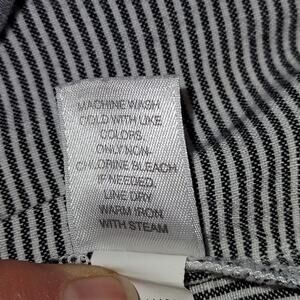 MACHINE WASH
COLD WITH LIKE
COLORS,
ONLY NON-
CHLORINE BLEACH
IF NEEDED,
LINE DRY
WARM IRON
WITH STEAM